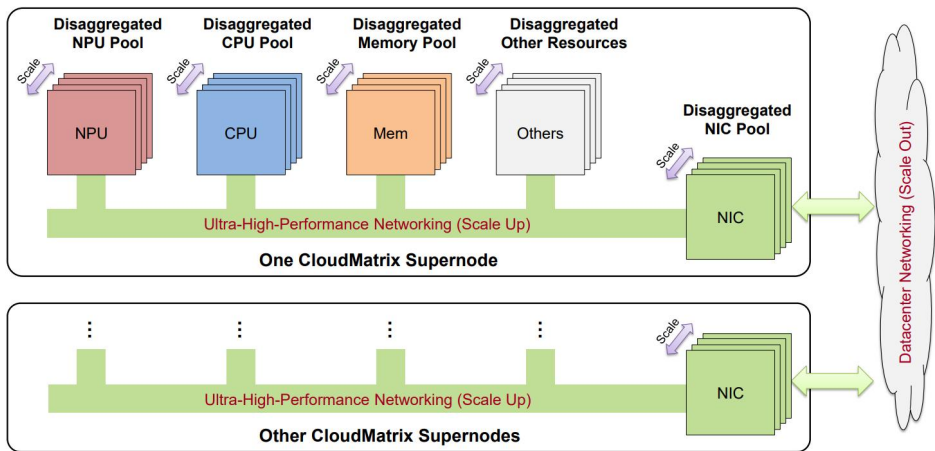 Disaggregated
NPU Pool
Disaggregated
CPU Pool
Disaggregated
Memory Pool
Disaggregated
Other Resources
Scale
Scale
Scale
Scale
NPU
CPU
Mem
Others
Disaggregated
NIC Pool
Scale
NIC
Ultra-High-Performance Networking (Scale Up)
One CloudMatrix Supernode
Datacenter Networking (Scale Out)
...
...
...
...
Scale
NIC
Ultra-High-Performance Networking (Scale Up)
Other CloudMatrix Supernodes